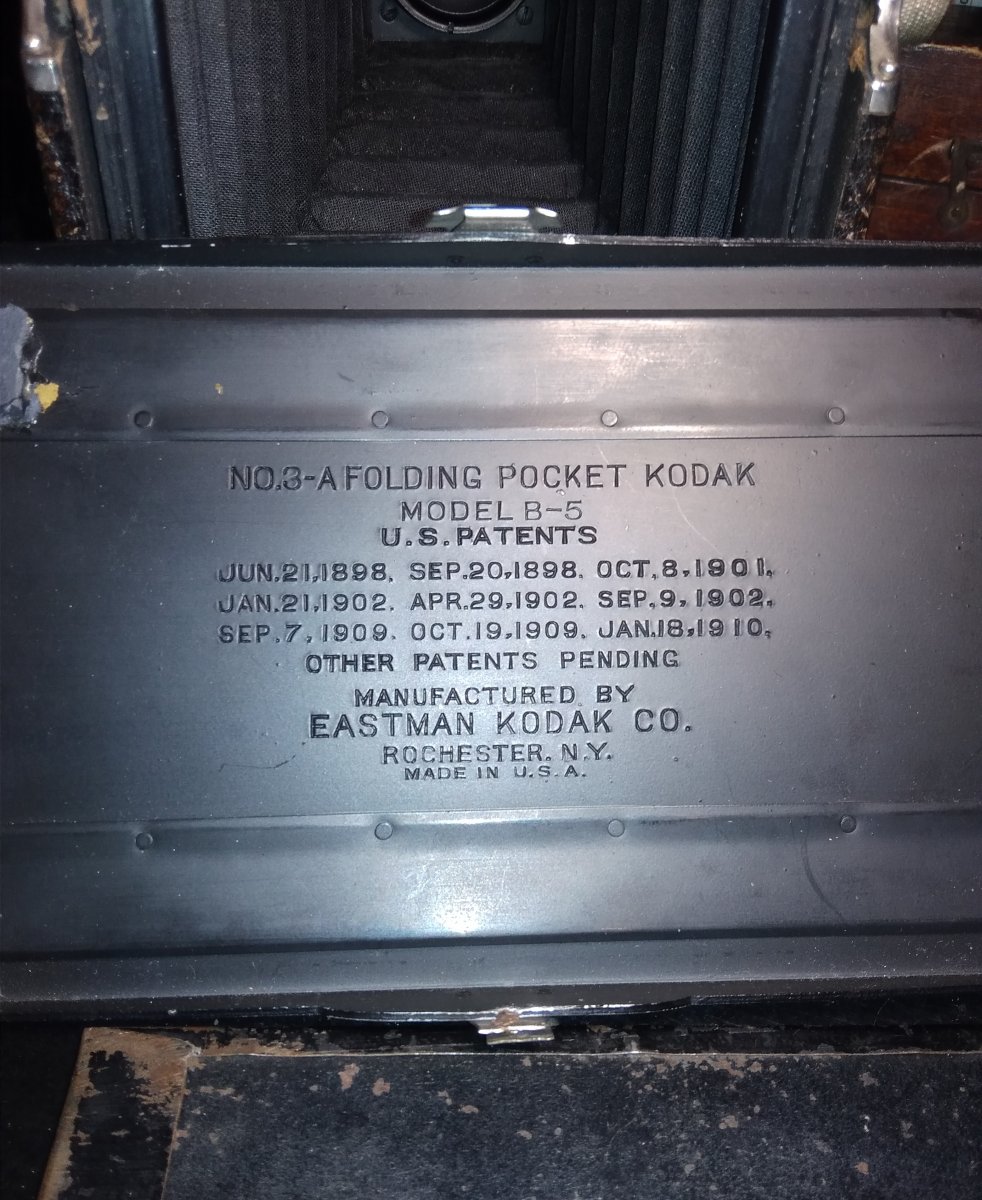 NO.3-A FOLDING POCKET KODAK
MODEL B-5
U.S. PATENTS
JUN.21,1898. SEP.20,1898. OCT.8,1901.
JAN.21,1902. APR.29,1902. SEP.9,1902.
SEP.7,1909. OCT.19,1909. JAN.18,1910.
OTHER PATENTS PENDING
MANUFACTURED BY
EASTMAN KODAK CO.
ROCHESTER, N.Y.
MADE IN U.S.A.